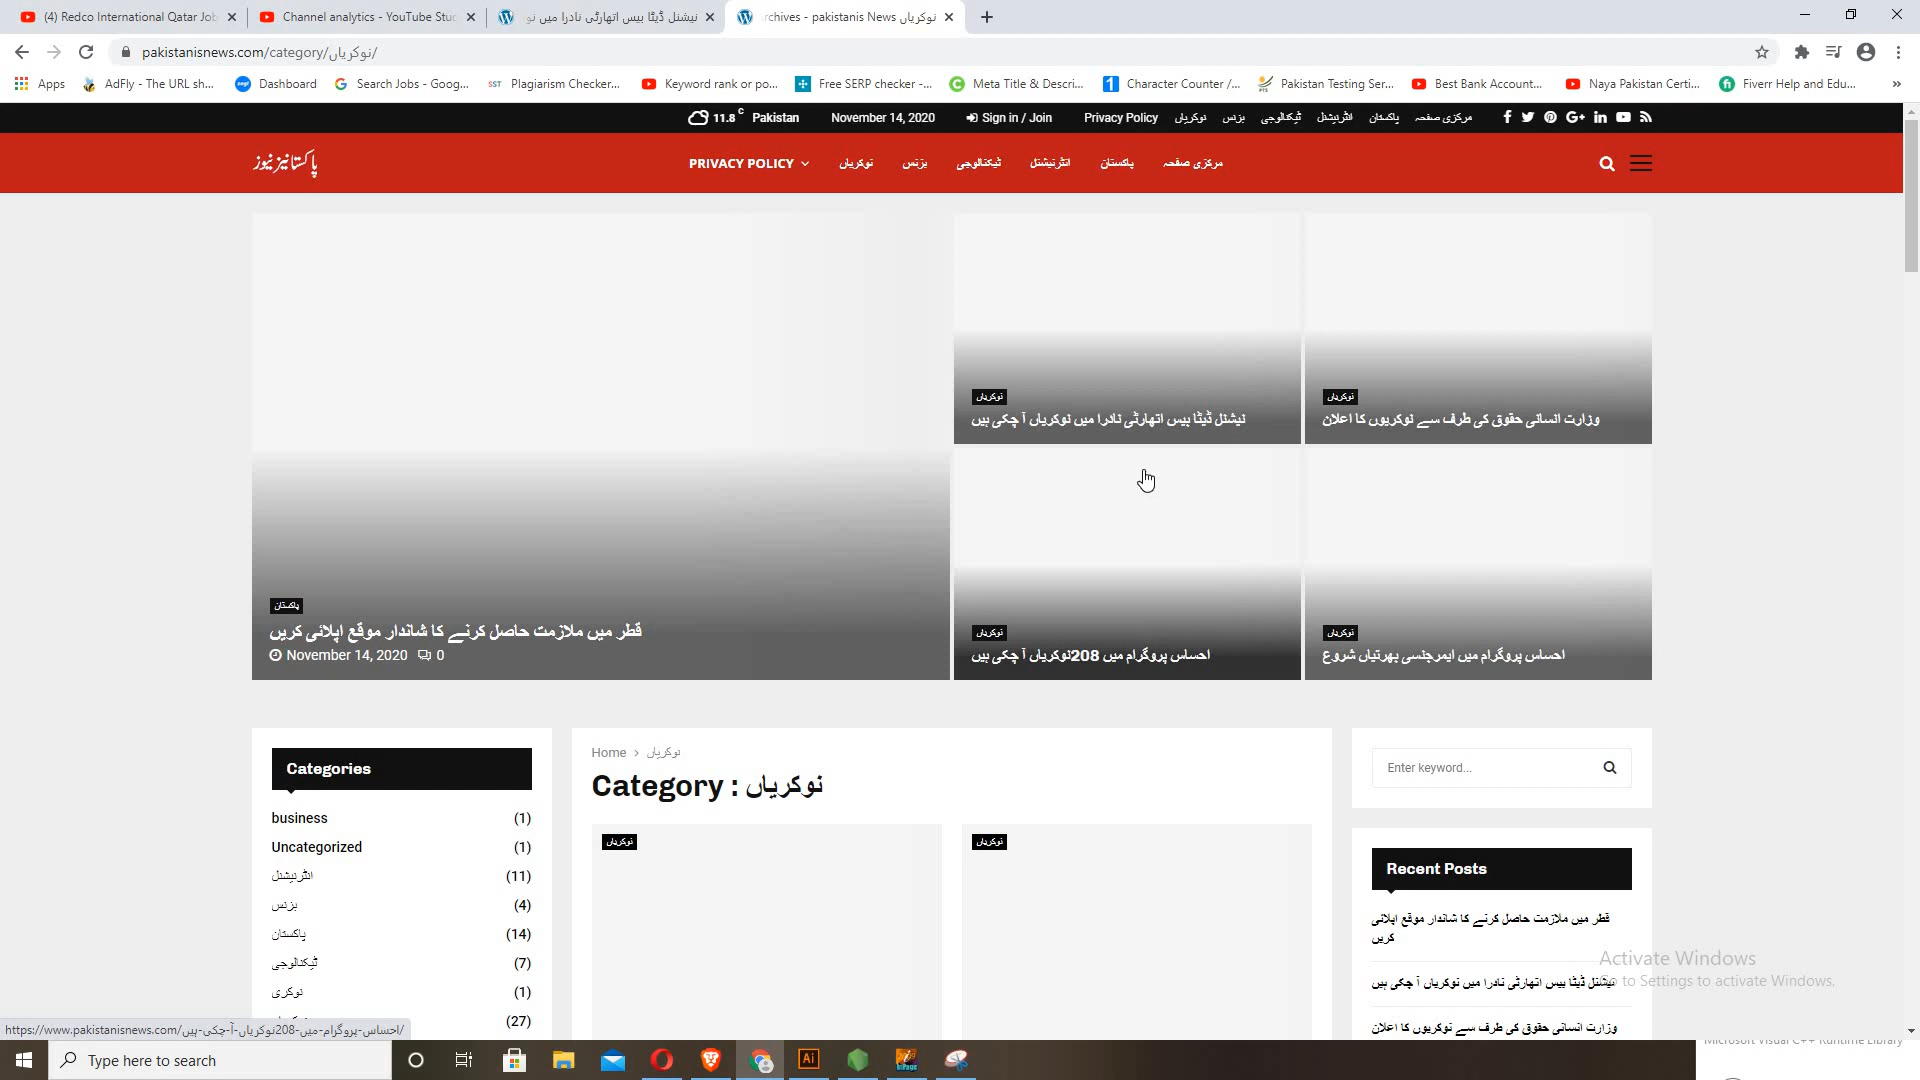 (4) Redco International Qatar Job
Channel analytics - YouTube Stud
نیشنل ڈیٹا بیس اتھارٹی نادرا میں نو
نوکریاں Archives - pakistanis News
pakistanisnews.com/category/نوکریاں/
Apps
AdFly - The URL sh...
Dashboard
Search Jobs - Goog...
Plagiarism Checker...
Keyword rank or po...
Free SERP checker -...
Meta Title & Descri...
Character Counter /...
Pakistan Testing Ser...
Best Bank Account...
Naya Pakistan Certi...
Fiverr Help and Edu...
11.8 C Pakistan
November 14, 2020
Sign in / Join
Privacy Policy
نوکریاں
بزنس
ٹیکنالوجی
انٹرنیشنل
پاکستان
مرکزی صفحہ
پاکستانیز نیوز
PRIVACY POLICY
نوکریاں
بزنس
ٹیکنالوجی
انٹرنیشنل
پاکستان
مرکزی صفحہ
نوکریاں
نیشنل ڈیٹا بیس اتھارٹی نادرا میں نوکریاں آ چکی ہیں
نوکریاں
وزارت انسانی حقوق کی طرف سے نوکریوں کا اعلان
پاکستان
قطر میں ملازمت حاصل کرنے کا شاندار موقع اپلائی کریں
November 14, 2020 0
نوکریاں
احساس پروگرام میں 208نوکریاں آ چکی ہیں
نوکریاں
احساس پروگرام میں ایمرجنسی بھرتیاں شروع
Categories
business (1)
Uncategorized (1)
انٹرنیشنل (11)
بزنس (4)
پاکستان (14)
ٹیکنالوجی (7)
نوکری (1)
(27)
Home > نوکریاں
Category : نوکریاں
نوکریاں
نوکریاں
Enter keyword...
Recent Posts
قطر میں ملازمت حاصل کرنے کا شاندار موقع اپلائی
کریں
نیشنل ڈیٹا بیس اتھارٹی نادرا میں نوکریاں آ چکی ہیں
وزارت انسانی حقوق کی طرف سے نوکریوں کا اعلان
Activate Windows
Go to Settings to activate Windows.
https://www.pakistanisnews.com/احساس-پروگرام-میں-208نوکریاں-آ-چکی-ہیں/
Type here to search
Microsoft Visual C++ Runtime Library